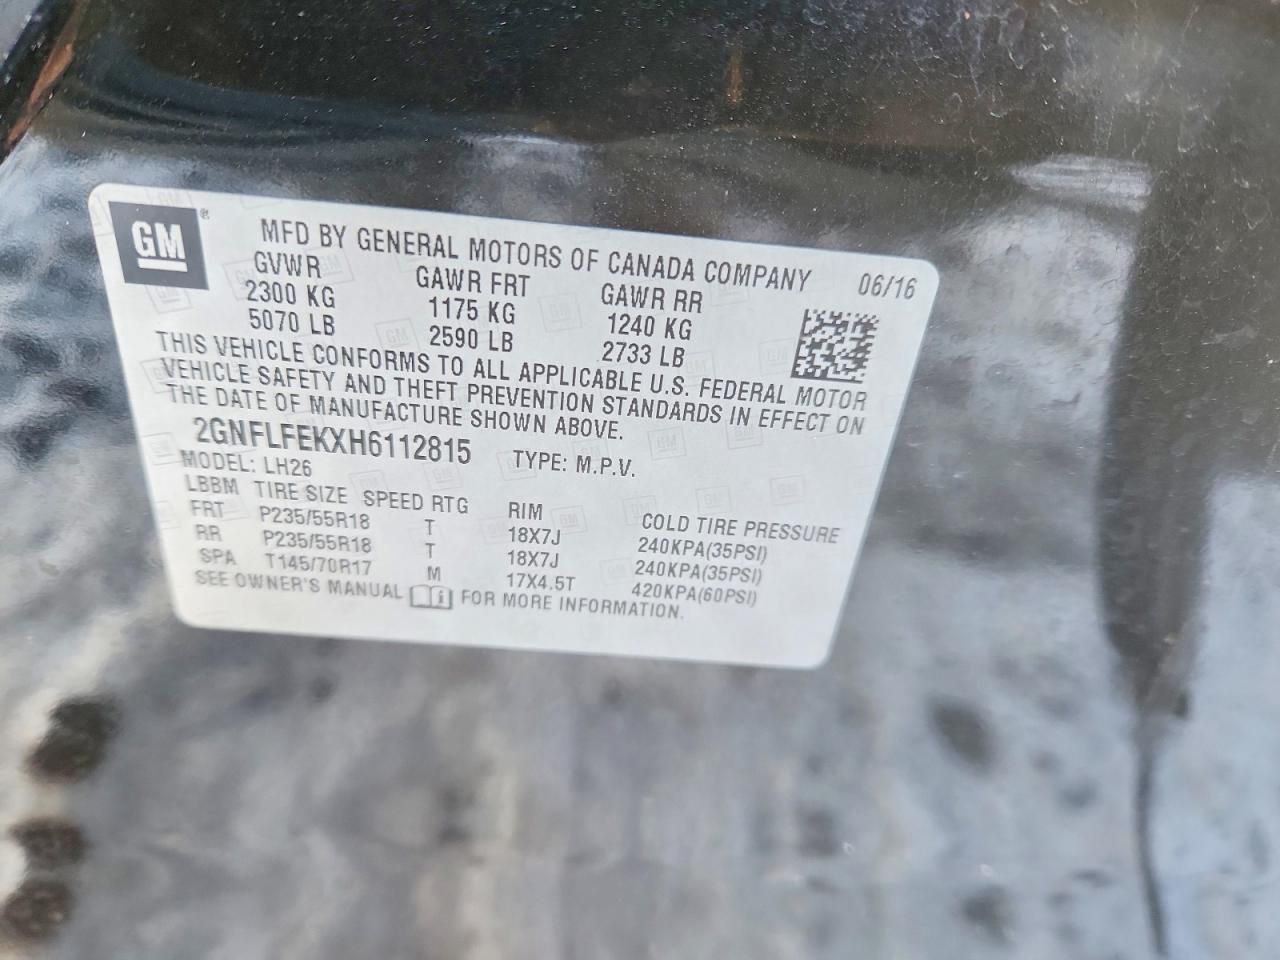 GM®
MFD BY GENERAL MOTORS OF CANADA COMPANY 06/16
GVWR GAWR FRT GAWR RR
2300 KG 1175 KG 1240 KG
5070 LB 2590 LB 2733 LB
THIS VEHICLE CONFORMS TO ALL APPLICABLE U.S. FEDERAL MOTOR
VEHICLE SAFETY AND THEFT PREVENTION STANDARDS IN EFFECT ON
THE DATE OF MANUFACTURE SHOWN ABOVE.
2GNFLFEKXH6112815 TYPE: M.P.V.
MODEL: LH26
LBBM TIRE SIZE SPEED RTG RIM COLD TIRE PRESSURE
FRT P235/55R18 T 18X7J 240KPA(35PSI)
RR P235/55R18 T 18X7J 240KPA(35PSI)
SPA T145/70R17 M 17X4.5T 420KPA(60PSI)
SEE OWNER'S MANUAL i FOR MORE INFORMATION.